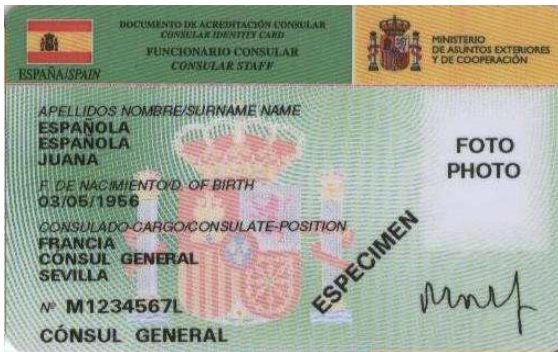 DOCUMENTO DE ACREDITACIÓN CONSULAR
CONSULAR IDENTITY CARD
FUNCIONARIO CONSULAR
CONSULAR STAFF
ESPAÑA/SPAIN
MINISTERIO
DE ASUNTOS EXTERIORES
Y DE COOPERACIÓN
APELLIDOS NOMBRE/SURNAME NAME
ESPAÑOLA
ESPAÑOLA
JUANA
FOTO
PHOTO
F. DE NACIMIENTO/D. OF BIRTH
03/05/1956
CONSULADO-CARGO/CONSULATE-POSITION
FRANCIA
CONSUL GENERAL
SEVILLA
ESPECIMEN
Nº M1234567L
CÓNSUL GENERAL